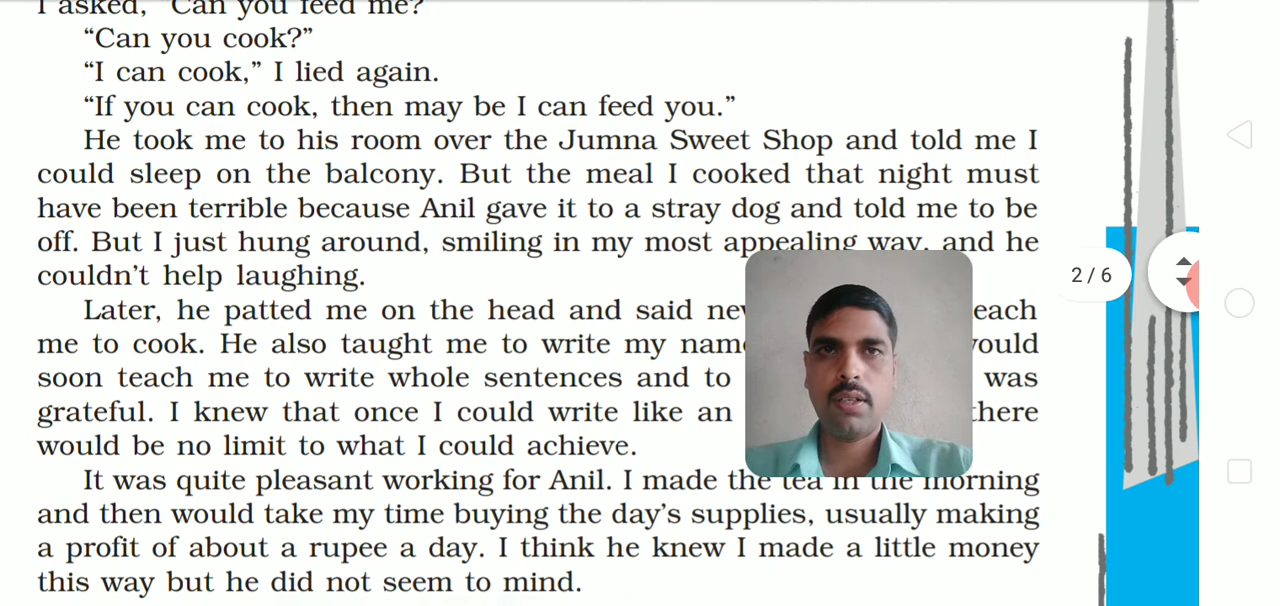 I asked, “Can you feed me?”
“Can you cook?”
“I can cook,” I lied again.
“If you can cook, then may be I can feed you.”
He took me to his room over the Jumna Sweet Shop and told me I
could sleep on the balcony. But the meal I cooked that night must
have been terrible because Anil gave it to a stray dog and told me to be
off. But I just hung around, smiling in my most appealing way, and he
couldn’t help laughing.
Later, he patted me on the head and said
me to cook. He also taught me to write my
soon teach me to write whole sentences and to was
grateful. I knew that once I could write like an
would be no limit to what I could achieve.
It was quite pleasant working for Anil. I made the tea in the morning
and then would take my time buying the day’s supplies, usually making
a profit of about a rupee a day. I think he knew I made a little money
this way but he did not seem to mind.
2 / 6